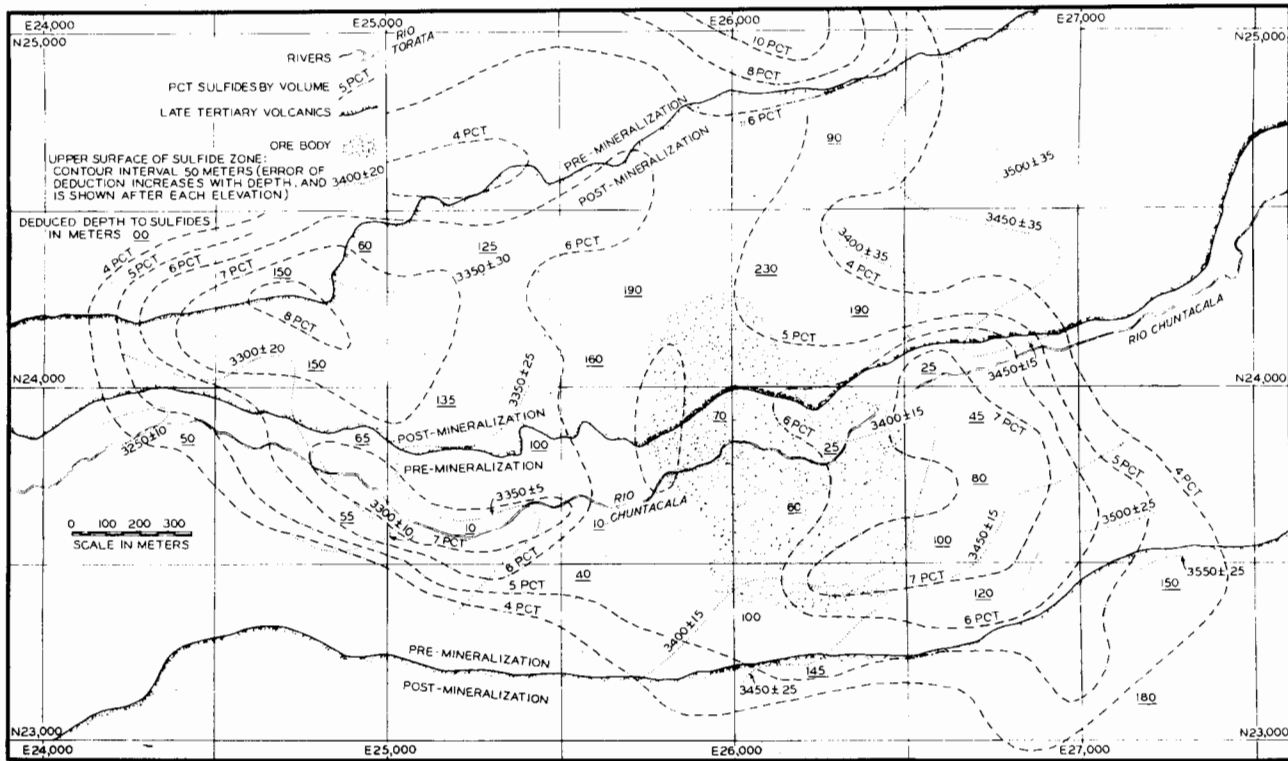 E24,000
E25,000
E26,000
E27,000
N25,000
N25,000
RIO
TORATA
RIVERS
5 PCT
PCT SULFIDES BY VOLUME
LATE TERTIARY VOLCANICS
ORE BODY
UPPER SURFACE OF SULFIDE ZONE:
CONTOUR INTERVAL 50 METERS (ERROR OF
DEDUCTION INCREASES WITH DEPTH, AND
IS SHOWN AFTER EACH ELEVATION)
3400±20
DEDUCED DEPTH TO SULFIDES
IN METERS 00
10 PCT
8 PCT
6 PCT
4 PCT
PRE-MINERALIZATION
POST-MINERALIZATION
90
3500±35
3450±35
3400±35
4 PCT
4 PCT
5 PCT
6 PCT
7 PCT
8 PCT
150
60
125
13350±30
6 PCT
190
230
190
5 PCT
RIO CHUNTACALA
3300±20
150
135
3350±25
160
N24,000
N24,000
25
3450±15
POST-MINERALIZATION
PRE-MINERALIZATION
3250±10
50
65
100
70
6 PCT
25
3400±15
45
7 PCT
5 PCT
4 PCT
3350±5
RIO
CHUNTACALA
60
80
3500±25
0 100 200 300
SCALE IN METERS
55
3300±10
7 PCT
10
10
6 PCT
5 PCT
4 PCT
40
100
3450±15
7 PCT
120
6 PCT
150
3550±25
100
3400±15
PRE-MINERALIZATION
POST-MINERALIZATION
145
3450±25
180
N23,000
N23,000
E24,000
E25,000
E26,000
E27,000